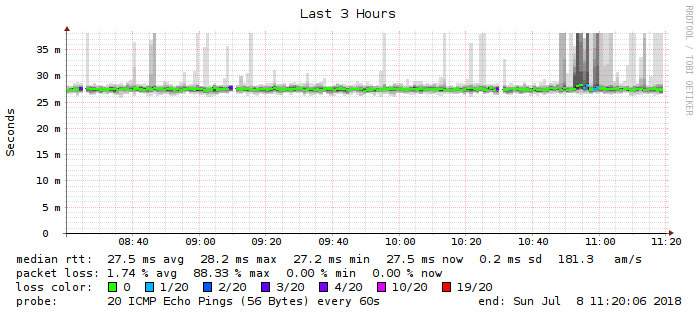 Last 3 Hours
RRDTOOL / TOBI OETIKER
Seconds
35 m
30 m
25 m
20 m
15 m
10 m
5 m
0
08:40 09:00 09:20 09:40 10:00 10:20 10:40 11:00 11:20
median rtt: 27.5 ms avg 28.2 ms max 27.2 ms min 27.5 ms now 0.2 ms sd 181.3 am/s
packet loss: 1.74 % avg 88.33 % max 0.00 % min 0.00 % now
loss color: 0 1/20 2/20 3/20 4/20 10/20 19/20
probe: 20 ICMP Echo Pings (56 Bytes) every 60s end: Sun Jul 8 11:20:06 2018